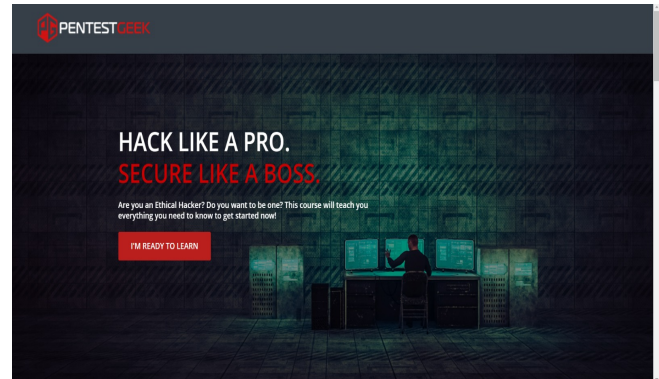 PENTESTGEEK
HACK LIKE A PRO.
SECURE LIKE A BOSS.
Are you an Ethical Hacker? Do you want to be one? This course will teach you
everything you need to know to get started now!
I'M READY TO LEARN